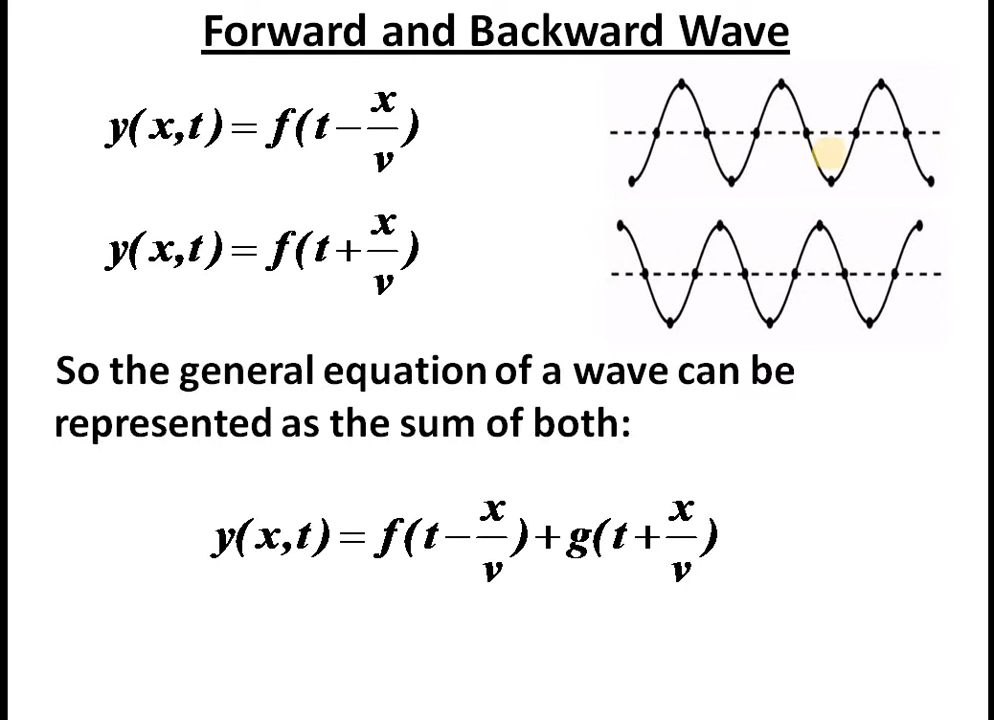 Forward and Backward Wave
y(x,t)=f(t−x/v)
y(x,t)=f(t+x/v)
So the general equation of a wave can be
represented as the sum of both:
y(x,t)=f(t−x/v)+g(t+x/v)